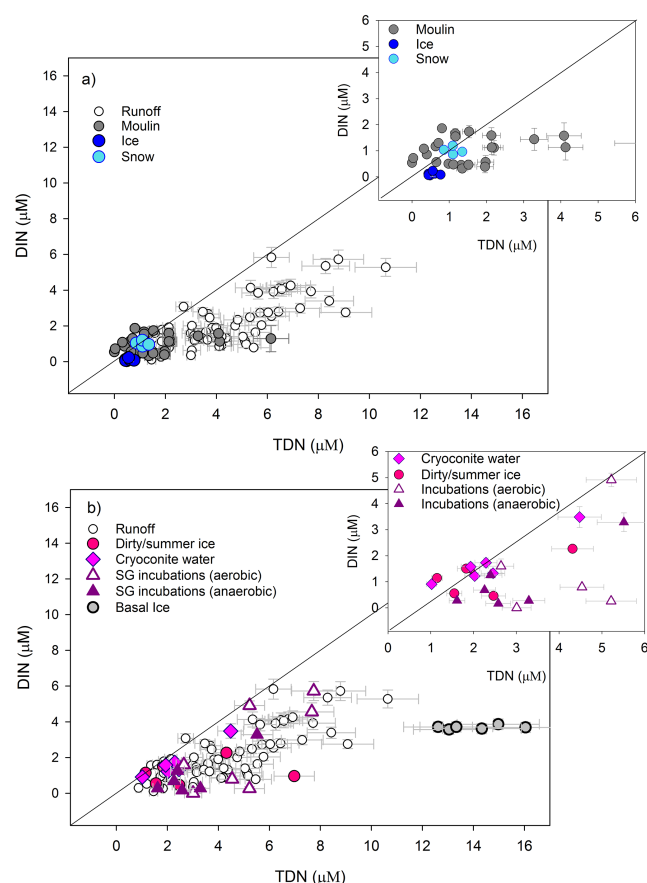 a)
Runoff
Moulin
Ice
Snow
DIN (μM)
16
14
12
10
8
6
4
2
0
0 2 4 6 8 10 12 14 16
TDN (μM)
Moulin
Ice
Snow
DIN (μM)
6
5
4
3
2
1
0
0 1 2 3 4 5 6
TDN (μM)
b)
Runoff
Dirty/summer ice
Cryoconite water
SG incubations (aerobic)
SG incubations (anaerobic)
Basal Ice
DIN (μM)
16
14
12
10
8
6
4
2
0
0 2 4 6 8 10 12 14 16
TDN (μM)
Cryoconite water
Dirty/summer ice
Incubations (aerobic)
Incubations (anaerobic)
DIN (μM)
6
5
4
3
2
1
0
0 1 2 3 4 5 6
TDN (μM)